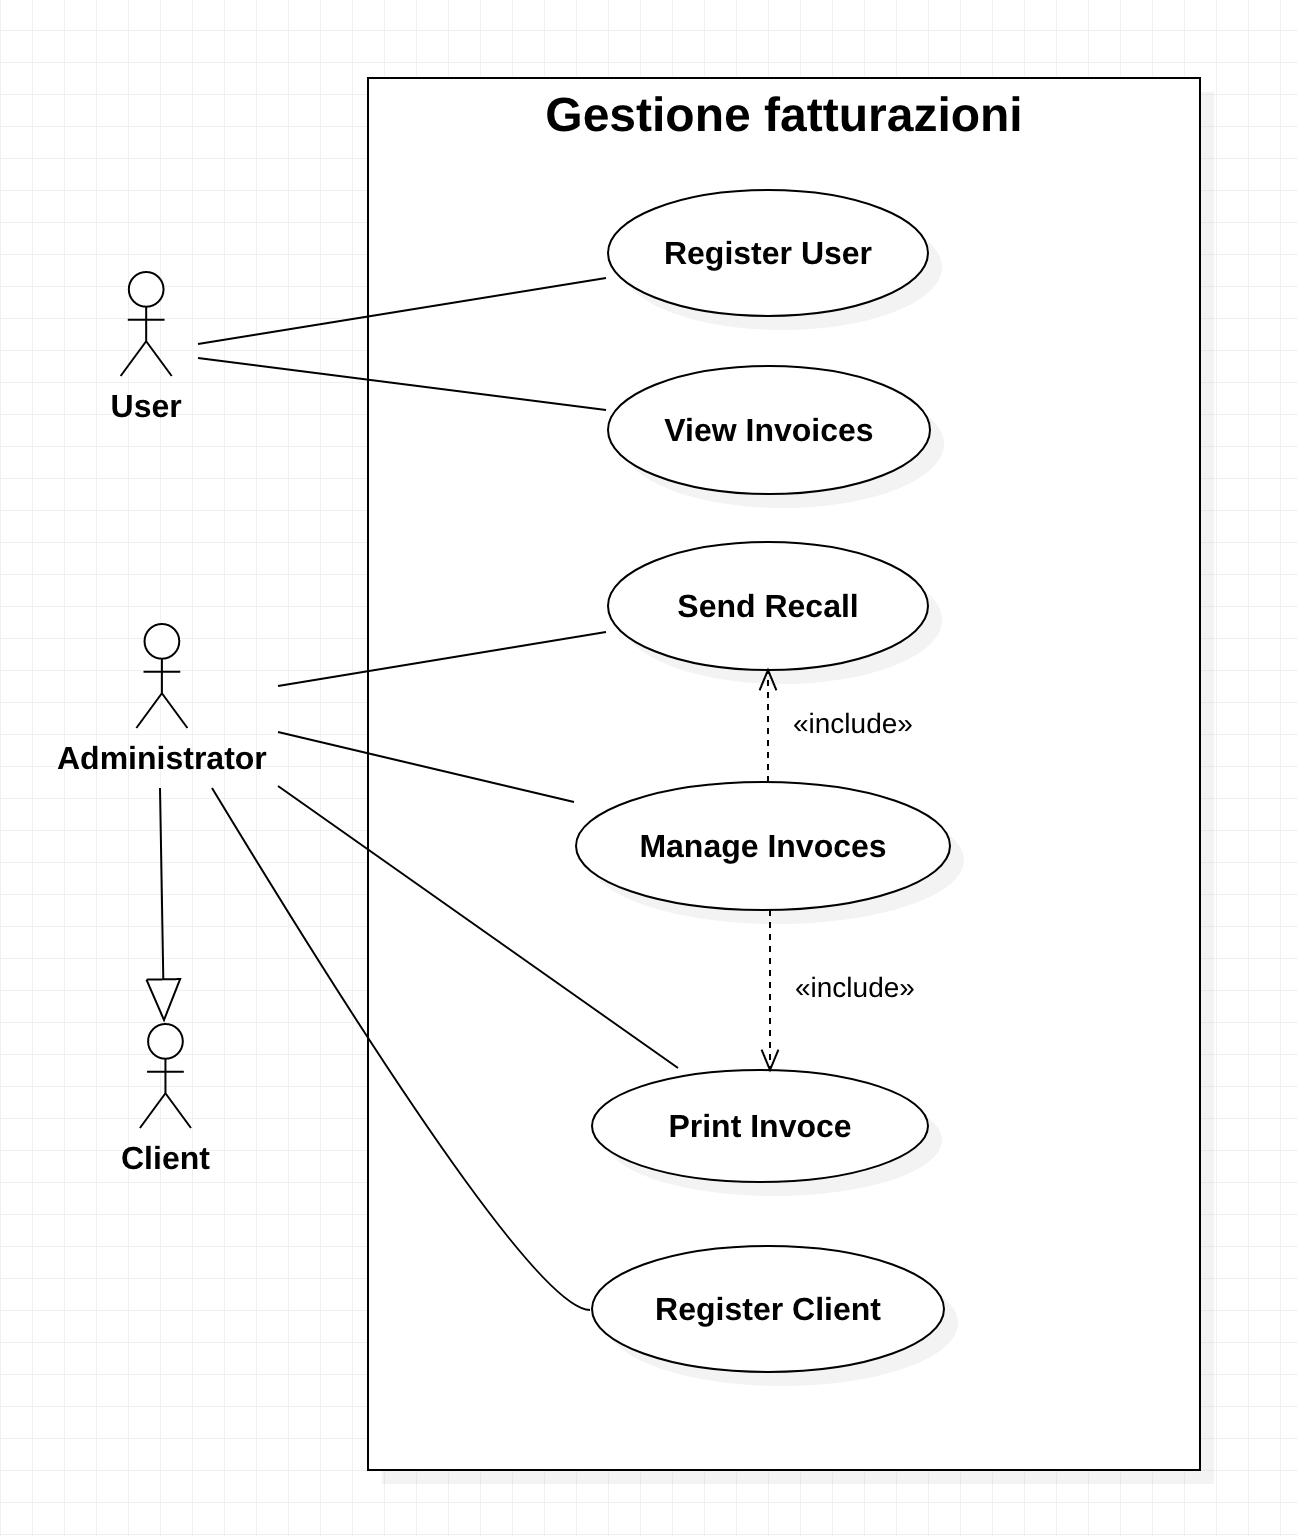 Gestione fatturazioni
Register User
User
View Invoices
Send Recall
Administrator
«include»
Manage Invoces
«include»
Print Invoce
Client
Register Client